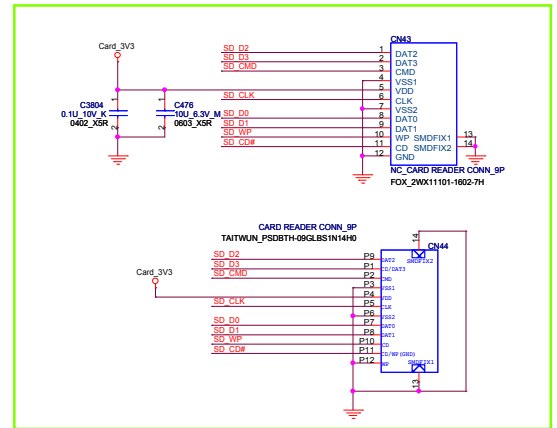 CN43
Card_3V3
SD_D2 1 DAT2
SD_D3 2 DAT3
SD_CMD 3 CMD
4 VSS1
5 VDD
SD_CLK 6 CLK
7 VSS2
SD_D0 8 DAT0
SD_D1 9 DAT1
SD_WP 10 WP SMDFIX1 13
SD_CD# 11 CD SMDFIX2 14
12 GND
C3804
0.1U_10V_K
0402_X5R
1
2
C476
10U_6.3V_M
0603_X5R
1
2
NC_CARD READER CONN_9P
FOX_2WX11101-1602-7H
CARD READER CONN_9P
TAITWUN_PSDBTH-09GLBS1N14H0
14
CN44
SMDFIX2
Card_3V3
SD_D2 P9 DAT2
SD_D3 P1 CD/DAT3
SD_CMD P2 CMD
P3 VSS1
P4 VDD
SD_CLK P5 CLK
P6 VSS2
SD_D0 P7 DAT0
SD_D1 P8 DAT1
SD_WP P10 CD
SD_CD# P11 CD/WP(GND)
P12 WP
SMDFIX1
13